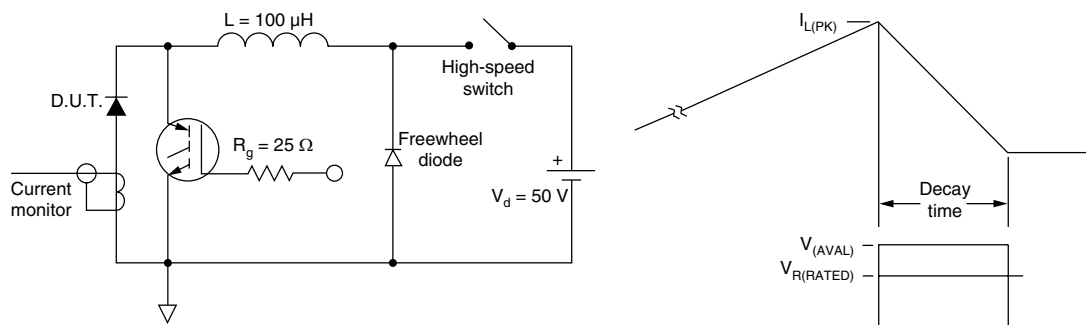 L = 100 µH
D.U.T.
High-speed
switch
R_g = 25 Ω
Freewheel
diode
+
V_d = 50 V
Current
monitor
I_L(PK)
Decay
time
V_(AVAL)
V_R(RATED)